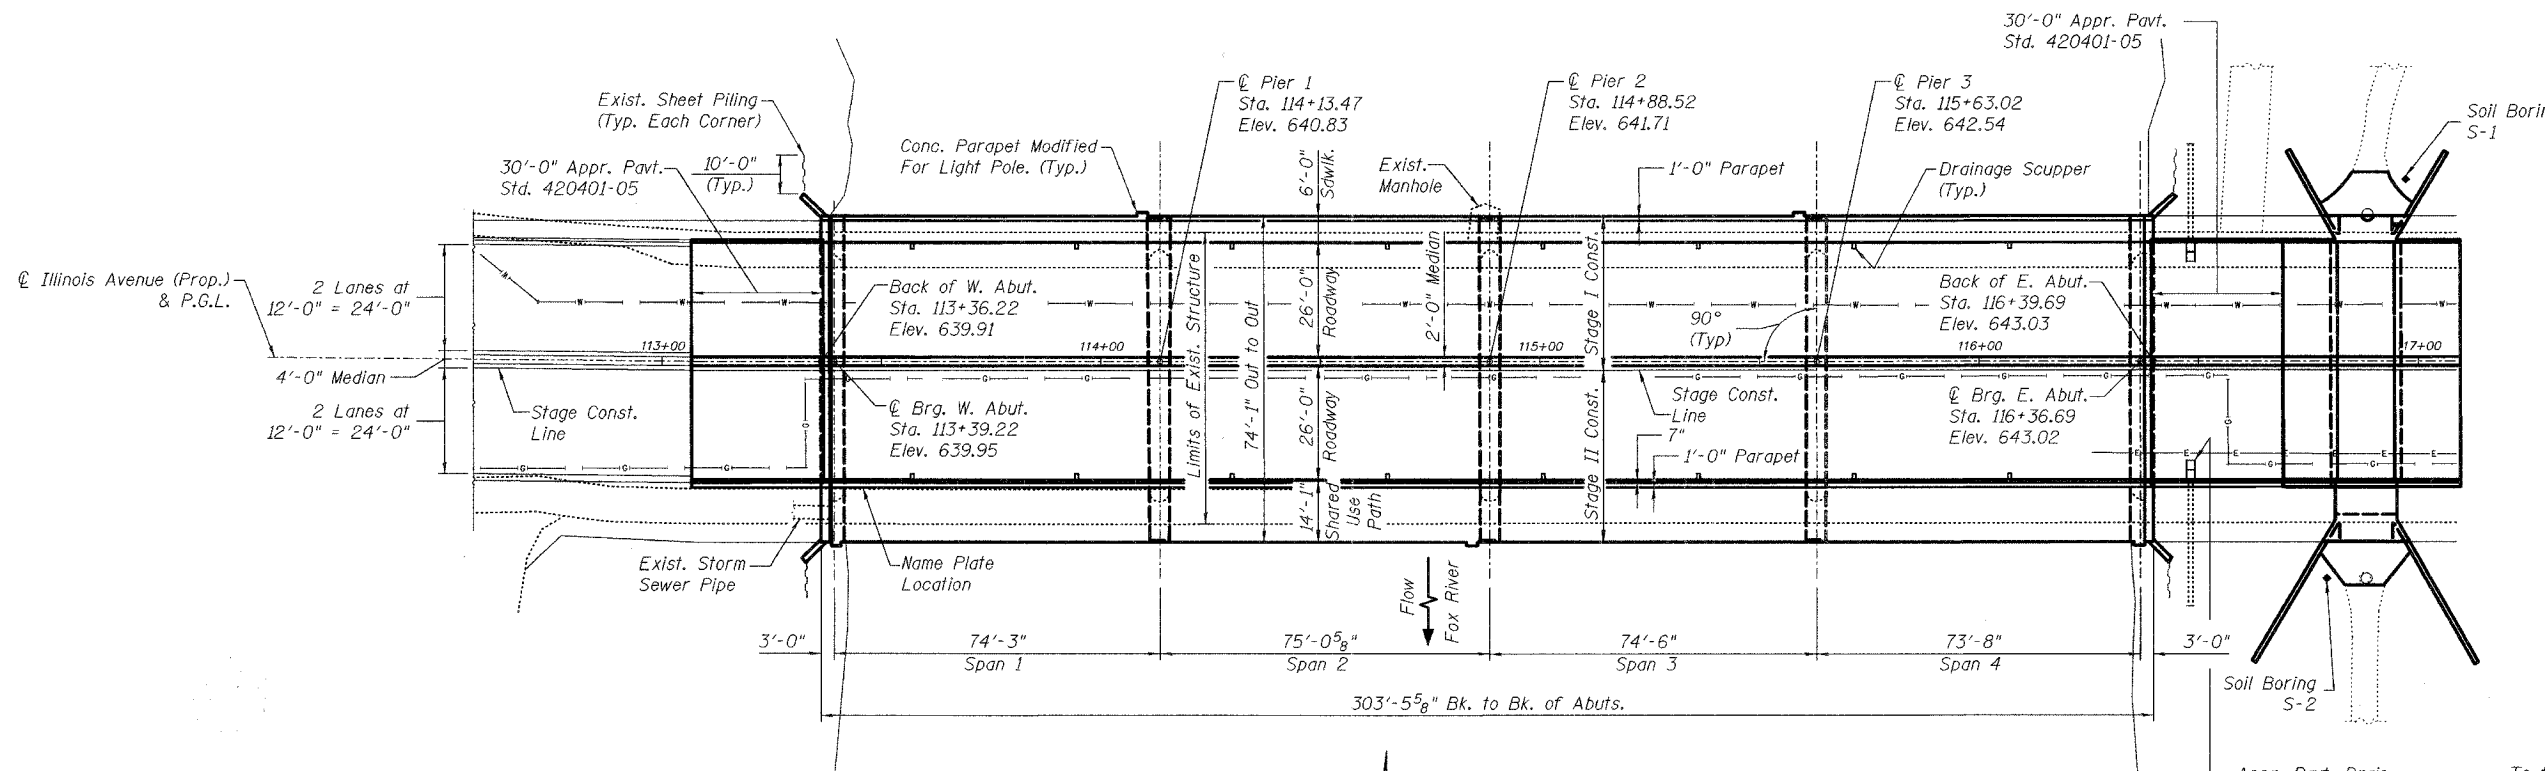 30'-0" Appr. Pavt.
Std. 420401-05
℄ Pier 1
Sta. 114+13.47
Elev. 640.83
℄ Pier 2
Sta. 114+88.52
Elev. 641.71
℄ Pier 3
Sta. 115+63.02
Elev. 642.54
Exist. Sheet Piling
(Typ. Each Corner)
Soil Borin
S-1
30'-0" Appr. Pavt.
Std. 420401-05
10'-0"
(Typ.)
Conc. Parapet Modified
For Light Pole. (Typ.)
6'-0"
Sdwlk.
Exist.
Manhole
1'-0" Parapet
Drainage Scupper
(Typ.)
℄ Illinois Avenue (Prop.)
& P.G.L.
2 Lanes at
12'-0" = 24'-0"
4'-0" Median
2 Lanes at
12'-0" = 24'-0"
Stage Const.
Line
113+00
Back of W. Abut.
Sta. 113+36.22
Elev. 639.91
℄ Brg. W. Abut.
Sta. 113+39.22
Elev. 639.95
114+00
Limits of Exist. Structure
74'-1" Out to Out
26'-0"
Roadway
26'-0"
Roadway
14'-1"
Shared
Use
Path
2'-0" Median
115+00
Stage I Const.
Stage II Const.
90°
(Typ)
Stage Const.
Line
7"
1'-0" Parapet
Back of E. Abut.
Sta. 116+39.69
Elev. 643.03
116+00
℄ Brg. E. Abut.
Sta. 116+36.69
Elev. 643.02
17+00
W W W W W W W W W W
G G G G G G G G G G
E E E E E E
Exist. Storm
Sewer Pipe
Name Plate
Location
Flow
Fox River
3'-0"
74'-3"
Span 1
75'-0 5/8"
Span 2
74'-6"
Span 3
73'-8"
Span 4
3'-0"
303'-5 5/8" Bk. to Bk. of Abuts.
Soil Boring
S-2